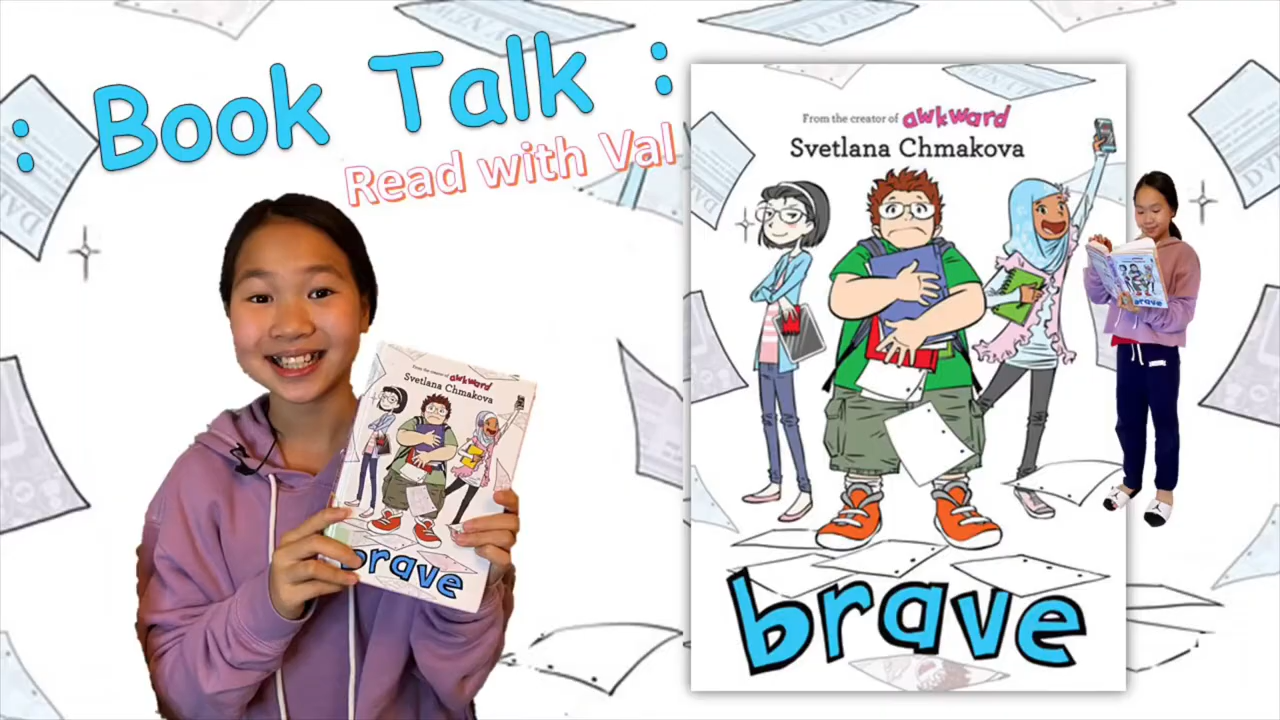 : Book Talk :
Read with Val
From the creator of awkward
Svetlana Chmakova
brave
From the creator of awkward
Svetlana Chmakova
brave
brave